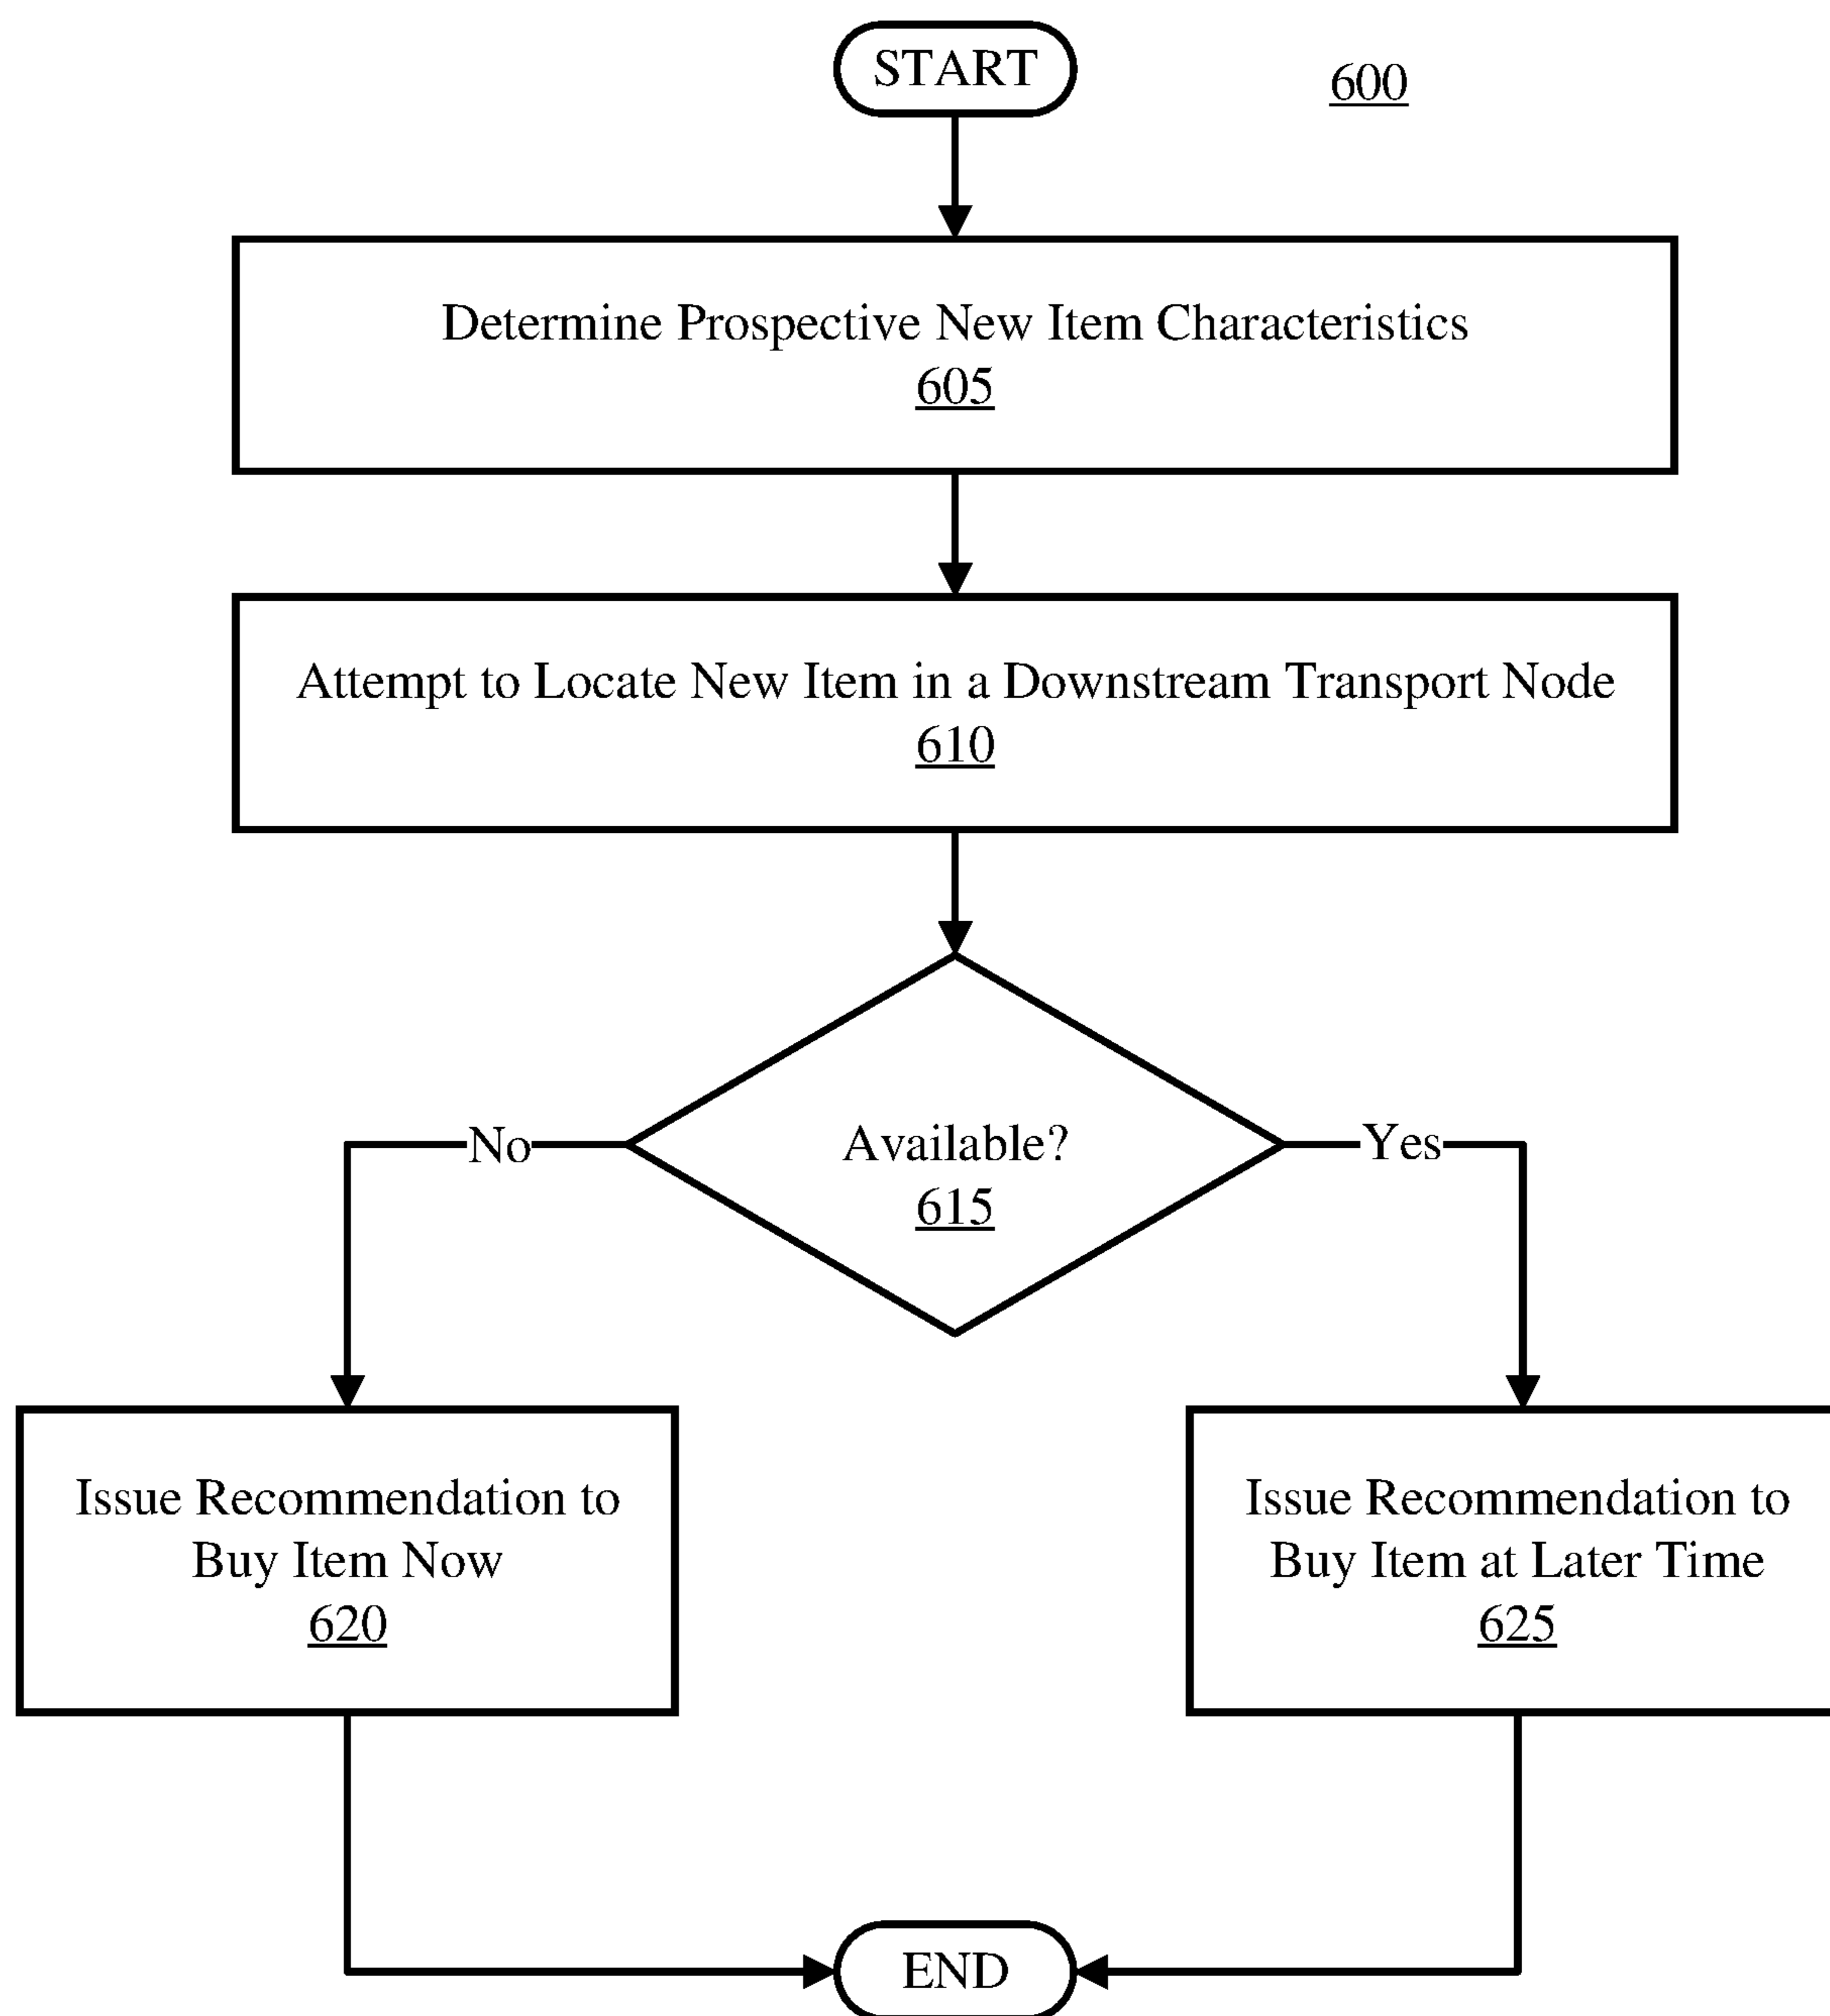 START
600
Determine Prospective New Item Characteristics
605
Attempt to Locate New Item in a Downstream Transport Node
610
Available?
615
No
Yes
Issue Recommendation to
Buy Item Now
620
Issue Recommendation to
Buy Item at Later Time
625
END